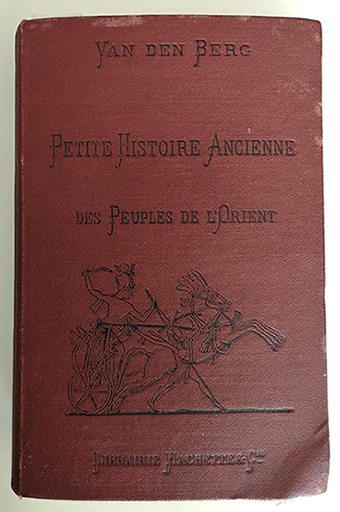 VAN DEN BERG
PETITE HISTOIRE ANCIENNE
DES PEUPLES DE L'ORIENT
LIBRAIRIE HACHETTE & Cie